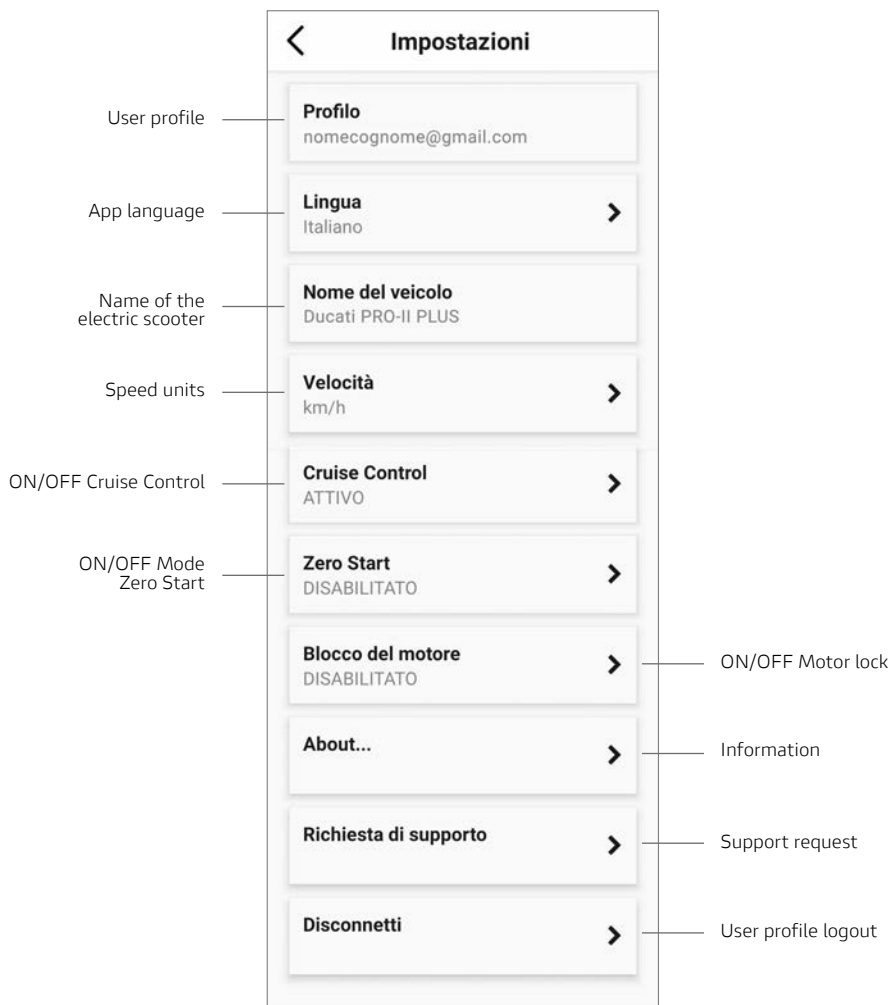 Impostazioni
User profile
Profilo
nomecognome@gmail.com
App language
Lingua
Italiano
Name of the
electric scooter
Nome del veicolo
Ducati PRO-II PLUS
Speed units
Velocità
km/h
ON/OFF Cruise Control
Cruise Control
ATTIVO
ON/OFF Mode
Zero Start
Zero Start
DISABILITATO
Blocco del motore
DISABILITATO
ON/OFF Motor lock
About...
Information
Richiesta di supporto
Support request
Disconnetti
User profile logout